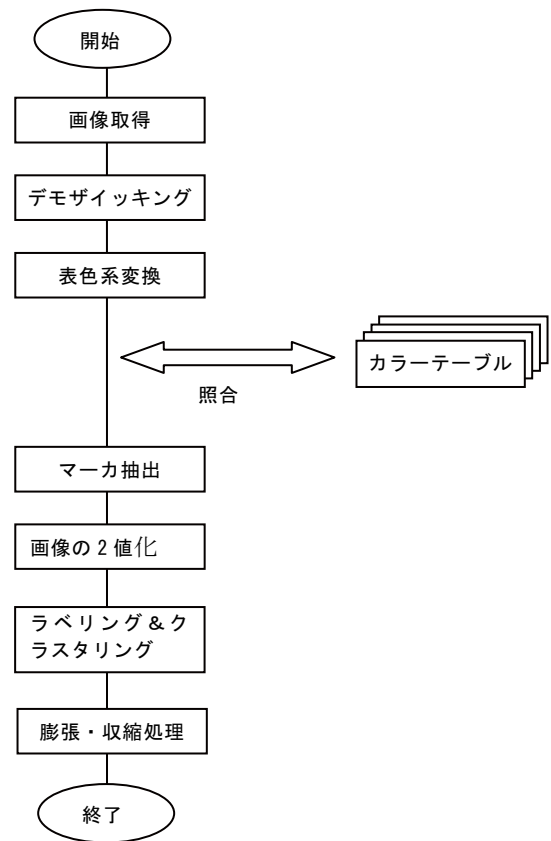 開始
画像取得
デモザイッキング
表色系変換
カラーテーブル
照合
マーカ抽出
画像の2値化
ラベリング&ク
ラスタリング
膨張・収縮処理
終了